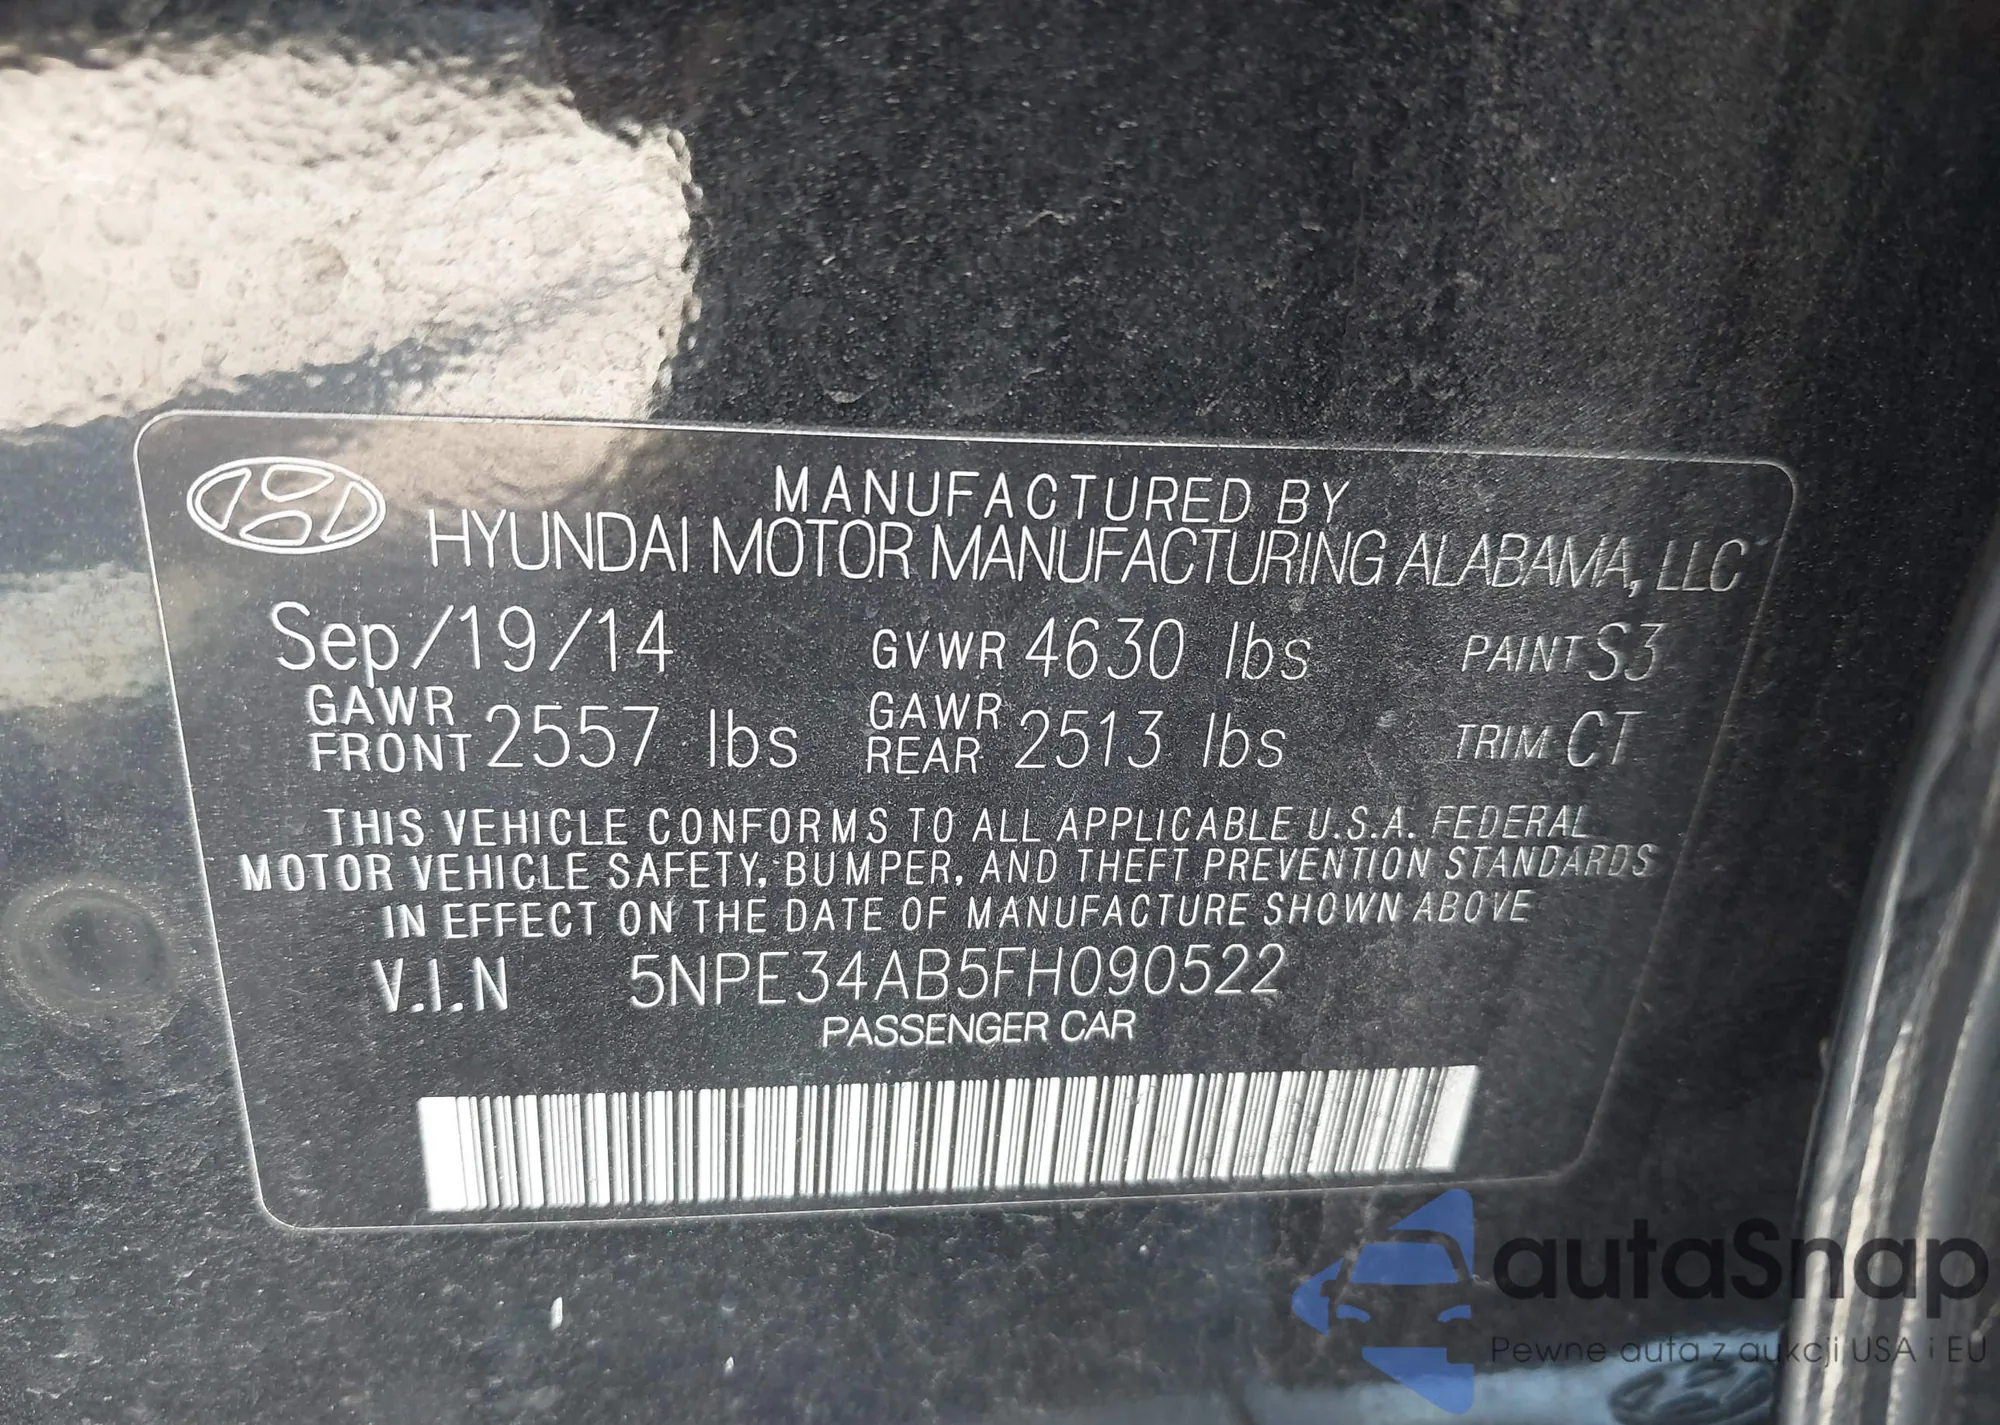 MANUFACTURED BY
HYUNDAI MOTOR MANUFACTURING ALABAMA, LLC
Sep/19/14 GVWR 4630 lbs PAINT S3
GAWR FRONT 2557 lbs GAWR REAR 2513 lbs TRIM CT
THIS VEHICLE CONFORMS TO ALL APPLICABLE U.S.A. FEDERAL
MOTOR VEHICLE SAFETY, BUMPER, AND THEFT PREVENTION STANDARDS
IN EFFECT ON THE DATE OF MANUFACTURE SHOWN ABOVE
V.I.N 5NPE34AB5FH090522
PASSENGER CAR
autaSnap
Pewne auta z aukcji USA i EU